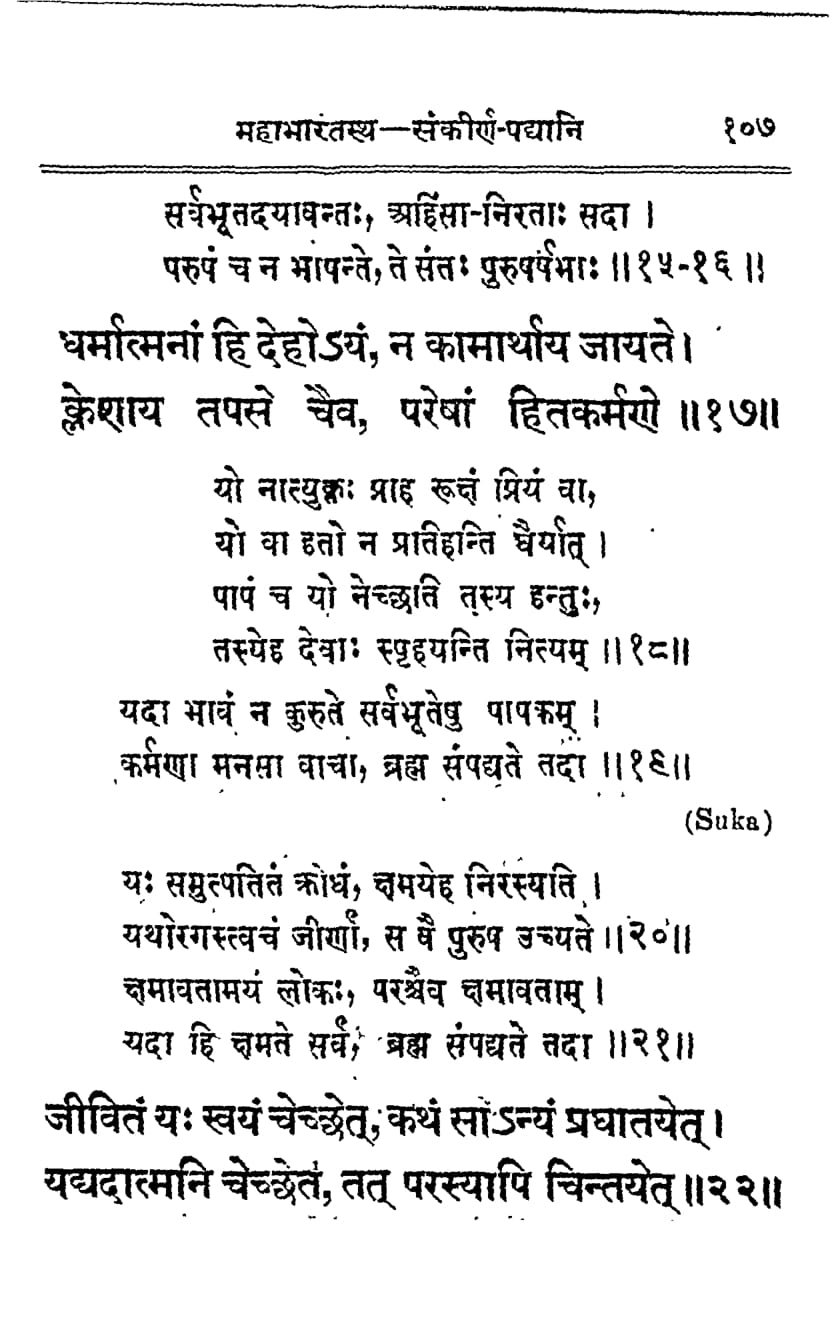 महाभारतस्थ—संकीर्ण-पद्यानि १०७
सर्वभूतदयावन्तः, अहिंसा-निरताः सदा ।
परुषं च न भाषन्ते, ते संतः पुरुषर्षभाः ॥१५-१६॥
धर्मात्मनां हि देहोऽयं, न कामार्थाय जायते।
क्लेशाय तपसे चैव, परेषां हितकर्मणे ॥१७॥
यो नात्युक्तः प्राह रूक्षं प्रियं वा,
यो वा हतो न प्रतिहन्ति धैर्यात् ।
पापं च यो नेच्छति तस्य हन्तुः,
तस्येह देवाः स्पृहयन्ति नित्यम् ॥१८॥
यदा भावं न कुरुते सर्वभूतेषु पापकम् ।
कर्मणा मनसा वाचा, ब्रह्म संपद्यते तदा ॥१९॥
(Suka)
यः समुत्पतितं क्रोधं, क्षमयेह निरस्यति ।
यथोरगस्त्वचं जीर्णां, स वै पुरुष उच्यते ॥२०॥
क्षमावतामयं लोकः, परश्चैव क्षमावताम् ।
यदा हि क्षमते सर्वं, ब्रह्म संपद्यते तदा ॥२१॥
जीवितं यः स्वयं चेच्छेत्, कथं सोऽन्यं प्रघातयेत्।
यद्यदात्मनि चेच्छेत, तत् परस्यापि चिन्तयेत् ॥२२॥